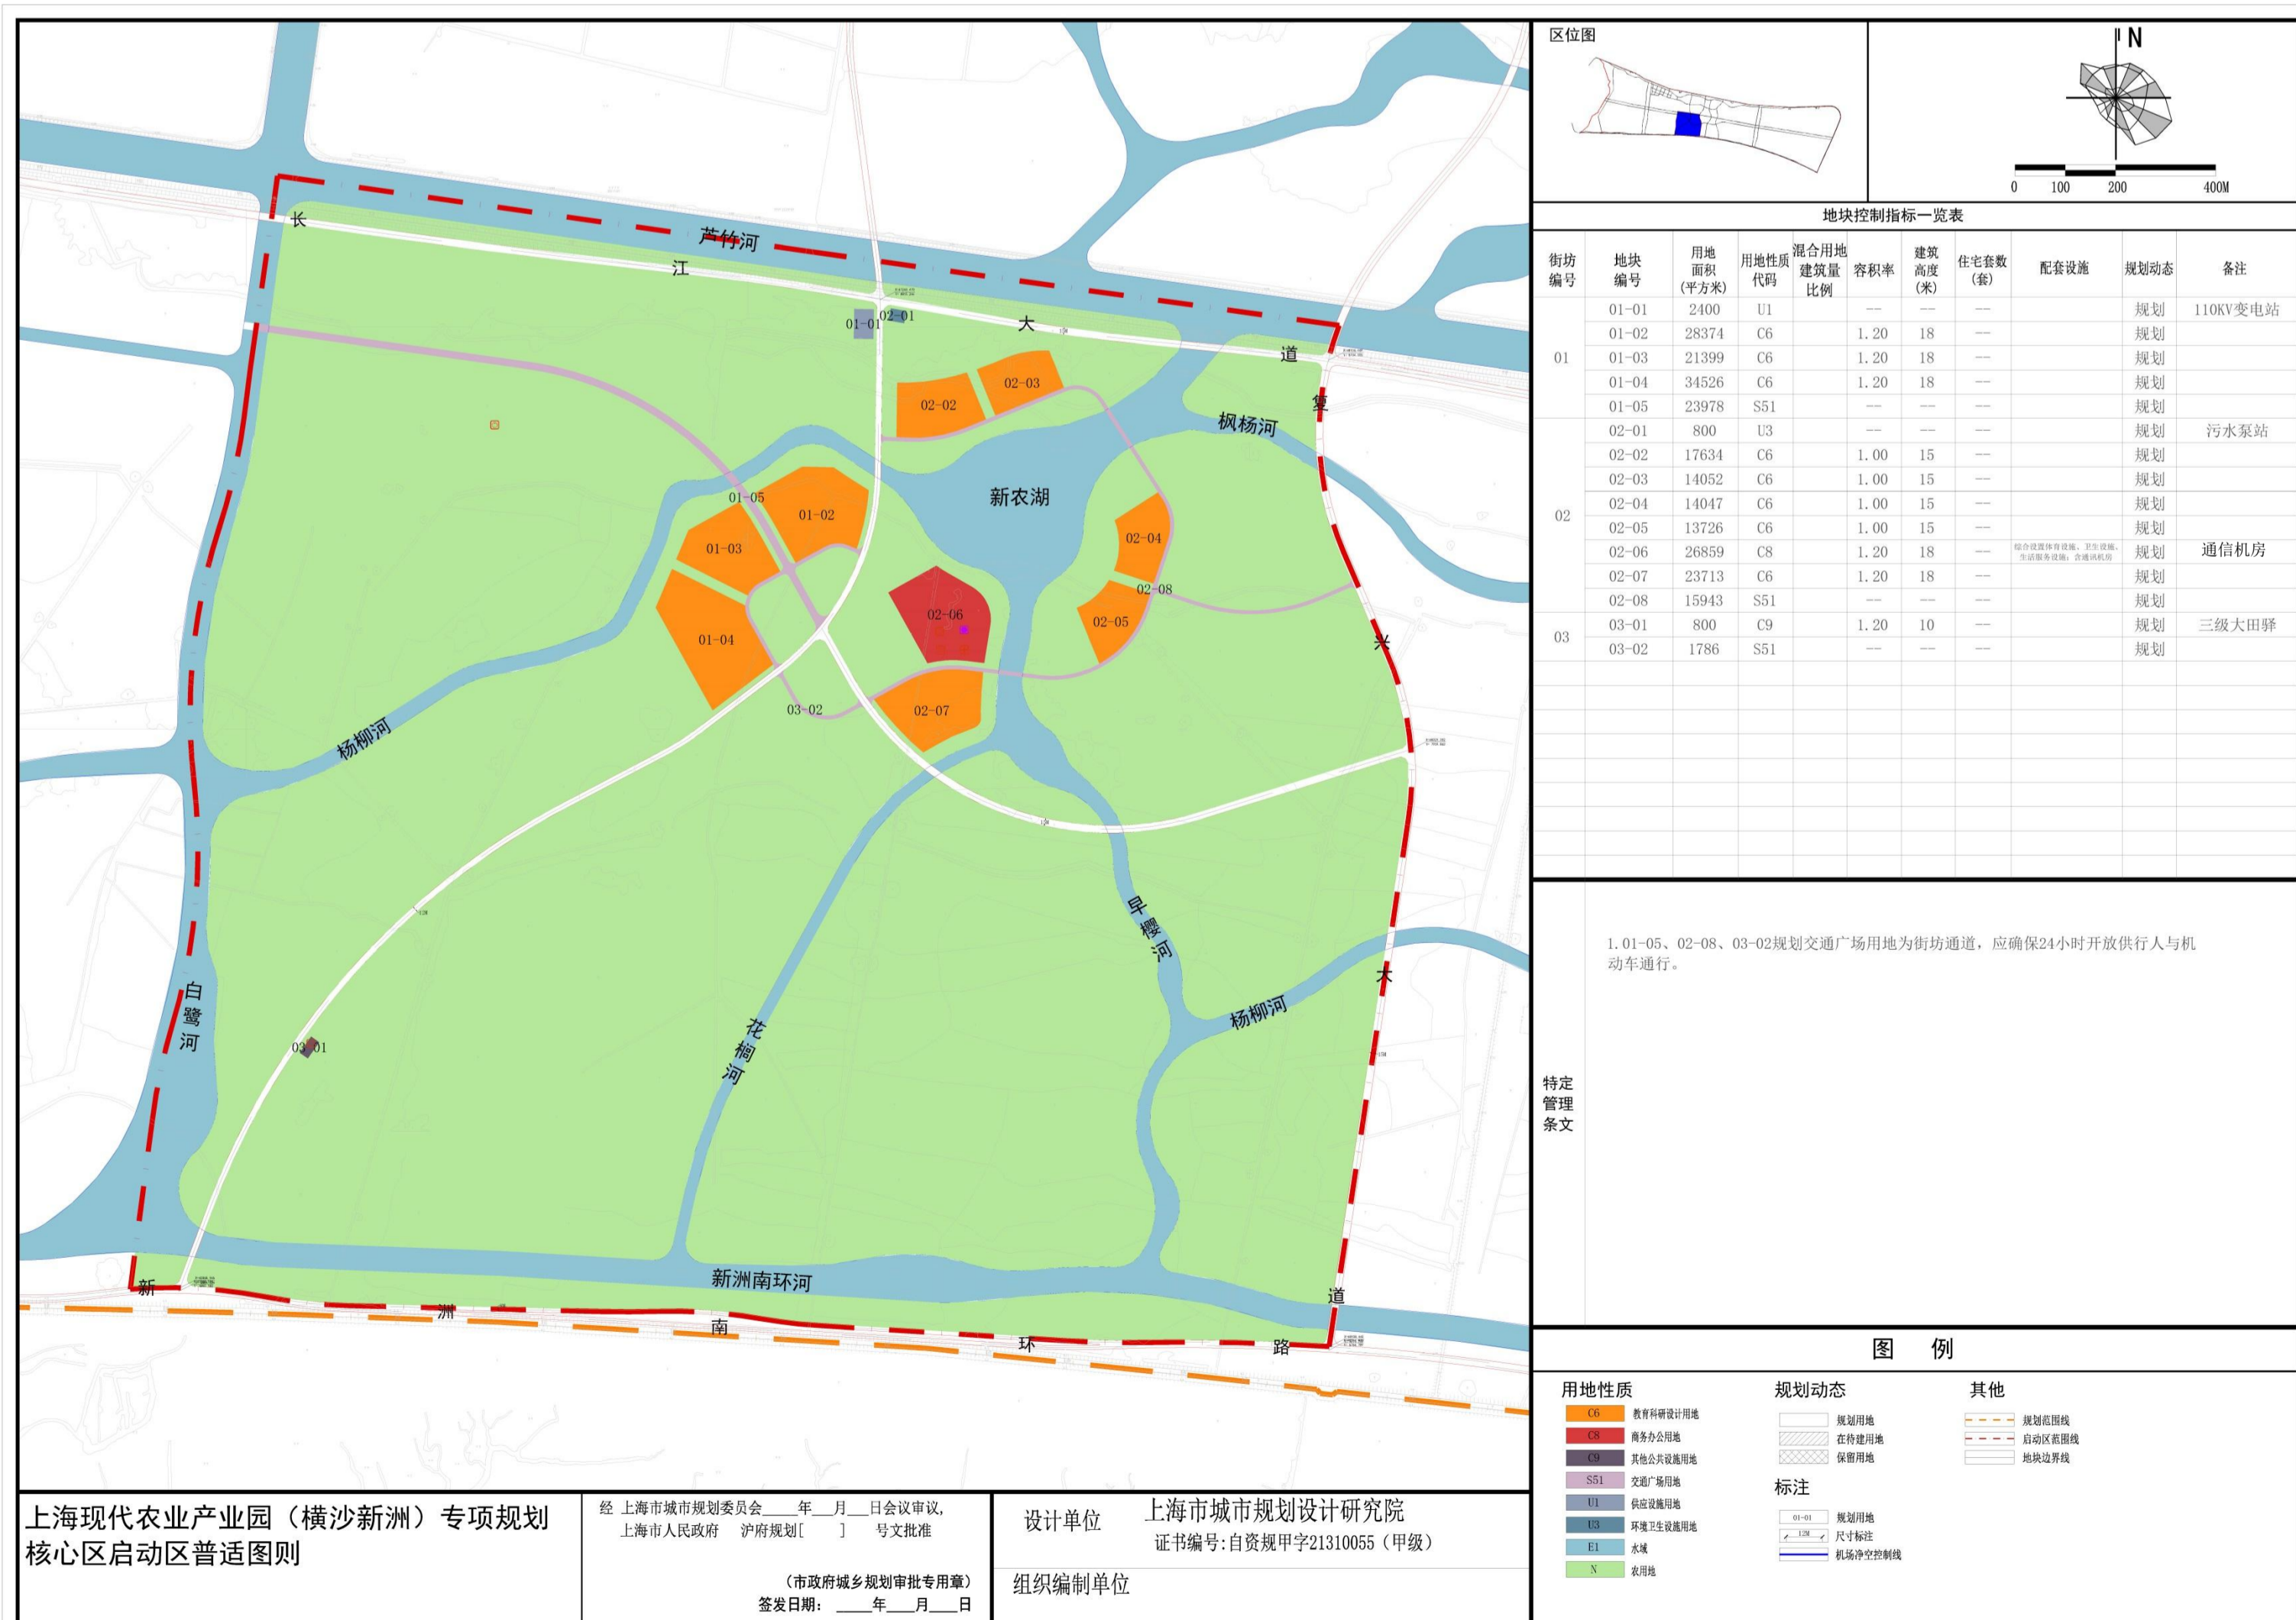 长
江
大
道
芦竹河
01-01
02-01
02-02
02-03
枫杨河
复
兴
大
道
新农湖
01-05
01-02
01-03
01-04
02-04
02-08
02-05
02-06
02-07
03-02
杨柳河
12M
12M
早樱河
杨柳河
白鹭河
花榈河
03-01
新洲南环河
新
洲
南
环
路
区位图
N
0 100 200 400M
地块控制指标一览表
街坊编号 地块编号 用地面积(平方米) 用地性质代码 混合用地建筑量比例 容积率 建筑高度(米) 住宅套数(套) 配套设施 规划动态 备注
01 01-01 2400 U1 — — — 规划 110KV变电站
01-02 28374 C6 1.20 18 — 规划
01-03 21399 C6 1.20 18 — 规划
01-04 34526 C6 1.20 18 — 规划
01-05 23978 S51 — — — 规划
02 02-01 800 U3 — — — 规划 污水泵站
02-02 17634 C6 1.00 15 — 规划
02-03 14052 C6 1.00 15 — 规划
02-04 14047 C6 1.00 15 — 规划
02-05 13726 C6 1.00 15 — 规划
02-06 26859 C8 1.20 18 — 综合设置体育设施、卫生设施、生活服务设施；含通讯机房 规划 通信机房
02-07 23713 C6 1.20 18 — 规划
02-08 15943 S51 — — — 规划
03 03-01 800 C9 1.20 10 — 规划 三级大田驿
03-02 1786 S51 — — — 规划
特定管理条文
1.01-05、02-08、03-02规划交通广场用地为街坊通道，应确保24小时开放供行人与机
动车通行。
图 例
用地性质
C6 教育科研设计用地
C8 商务办公用地
C9 其他公共设施用地
S51 交通广场用地
U1 供应设施用地
U3 环境卫生设施用地
E1 水域
N 农用地
规划动态
规划用地
在待建用地
保留用地
标注
01-01 规划用地
12M 尺寸标注
机场净空控制线
其他
规划范围线
启动区范围线
地块边界线
上海现代农业产业园（横沙新洲）专项规划
核心区启动区普适图则
经 上海市城市规划委员会____年__月__日会议审议,
上海市人民政府 沪府规划[ ] 号文批准
（市政府城乡规划审批专用章）
签发日期： ____年___月___日
设计单位 上海市城市规划设计研究院
证书编号:自资规甲字21310055（甲级）
组织编制单位